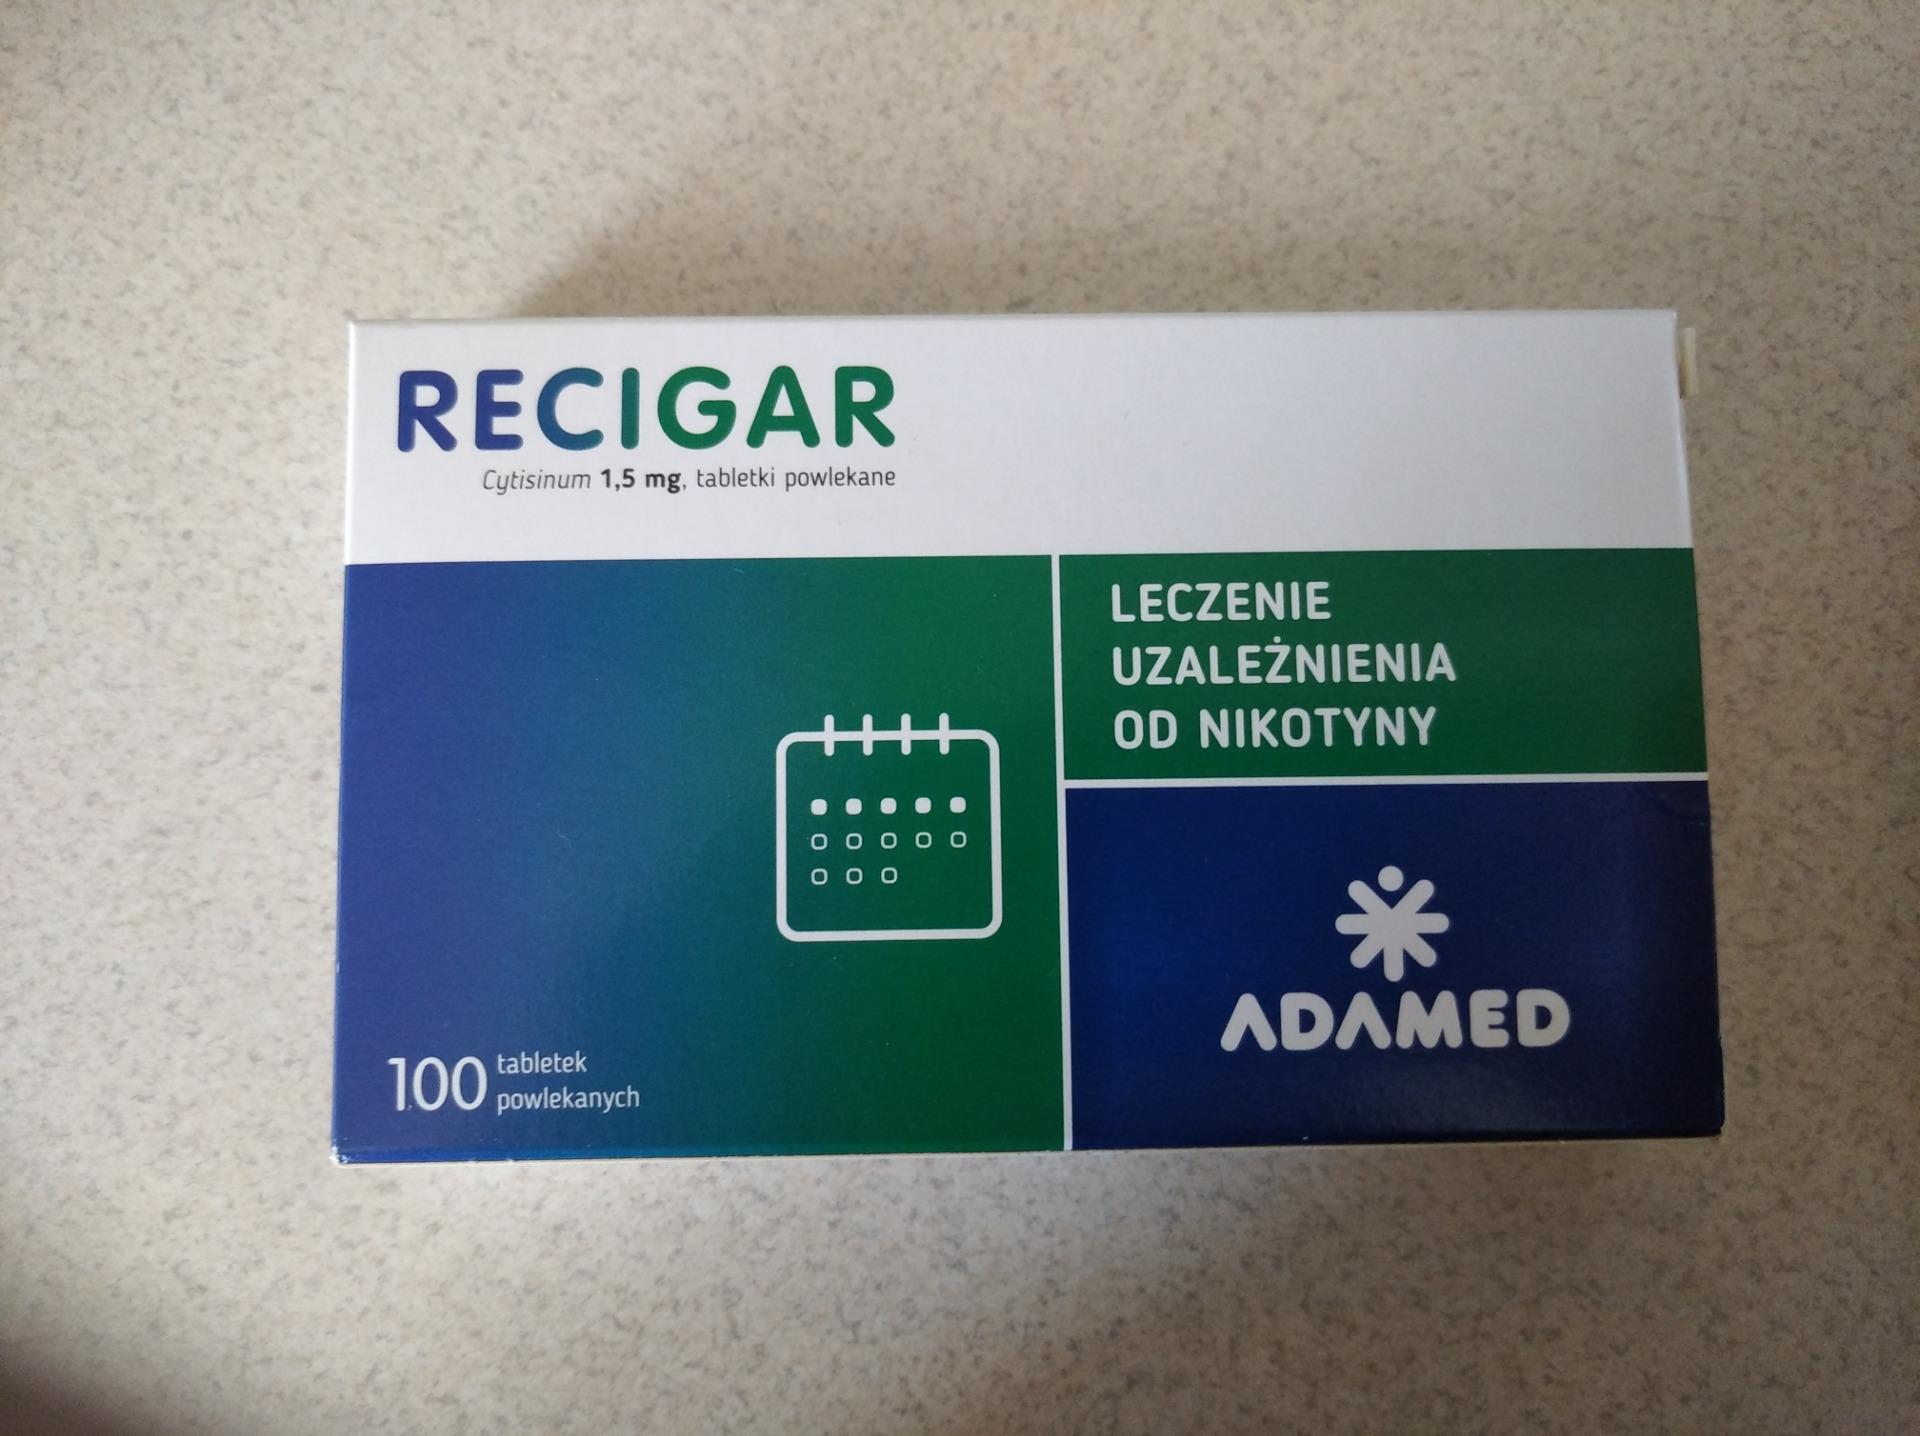 RECIGAR
Cytisinum 1,5 mg, tabletki powlekane
LECZENIE
UZALEŻNIENIA
OD NIKOTYNY
ADAMED
100 tabletek
powlekanych